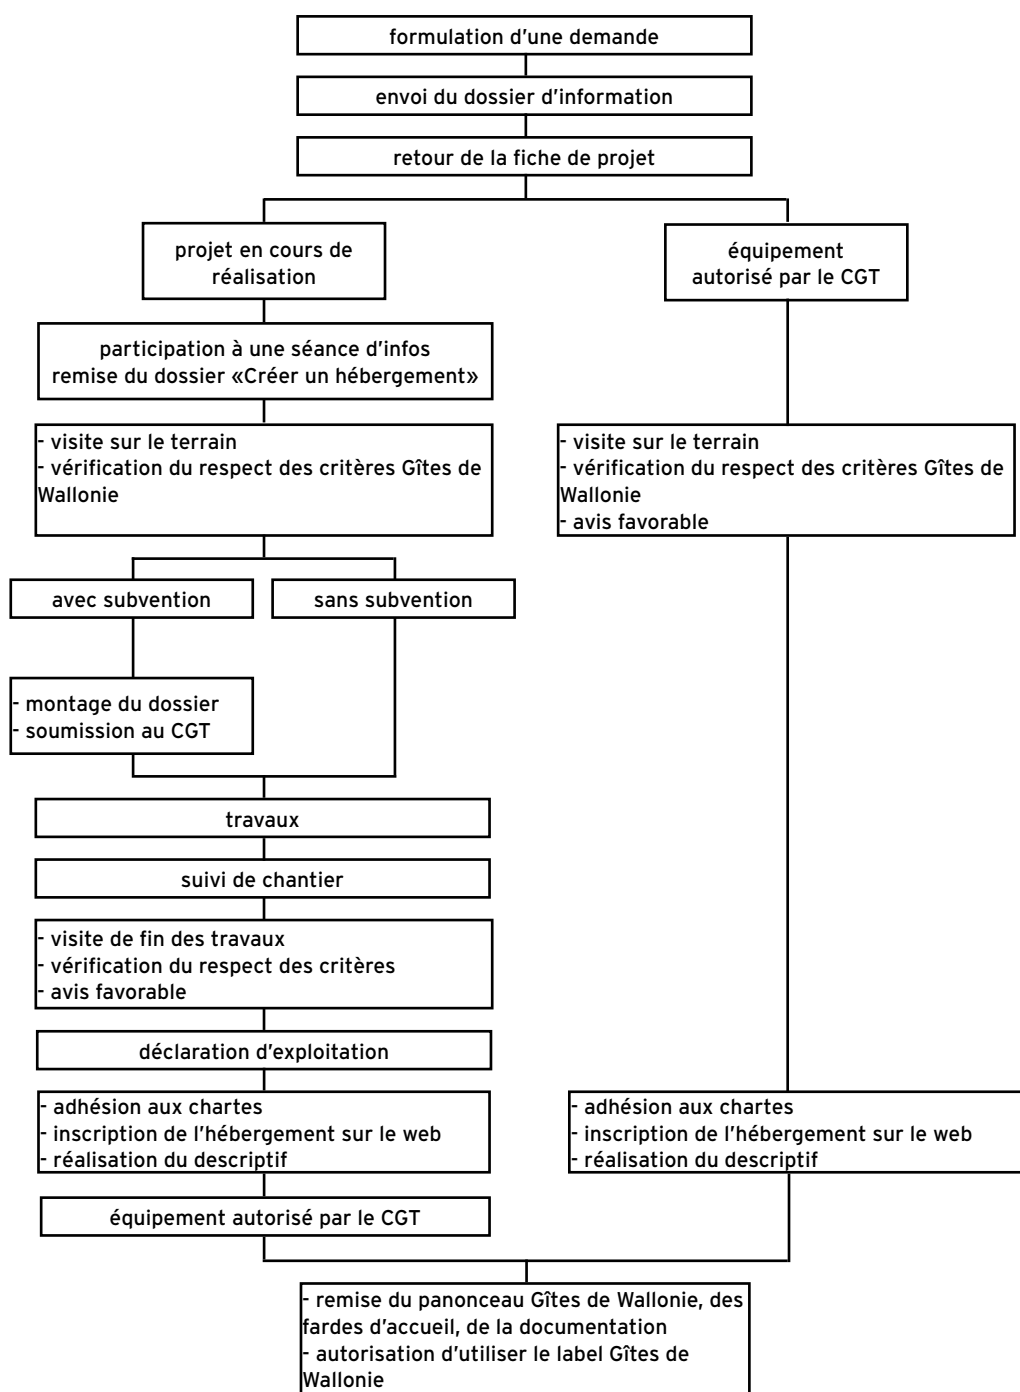 formulation d'une demande
envoi du dossier d'information
retour de la fiche de projet
projet en cours de
réalisation
équipement
autorisé par le CGT
participation à une séance d'infos
remise du dossier «Créer un hébergement»
- visite sur le terrain
- vérification du respect des critères Gîtes de
Wallonie
- visite sur le terrain
- vérification du respect des critères Gîtes de
Wallonie
- avis favorable
avec subvention
sans subvention
- montage du dossier
- soumission au CGT
travaux
suivi de chantier
- visite de fin des travaux
- vérification du respect des critères
- avis favorable
déclaration d'exploitation
- adhésion aux chartes
- inscription de l'hébergement sur le web
- réalisation du descriptif
- adhésion aux chartes
- inscription de l'hébergement sur le web
- réalisation du descriptif
équipement autorisé par le CGT
- remise du panonceau Gîtes de Wallonie, des
fardes d'accueil, de la documentation
- autorisation d'utiliser le label Gîtes de
Wallonie